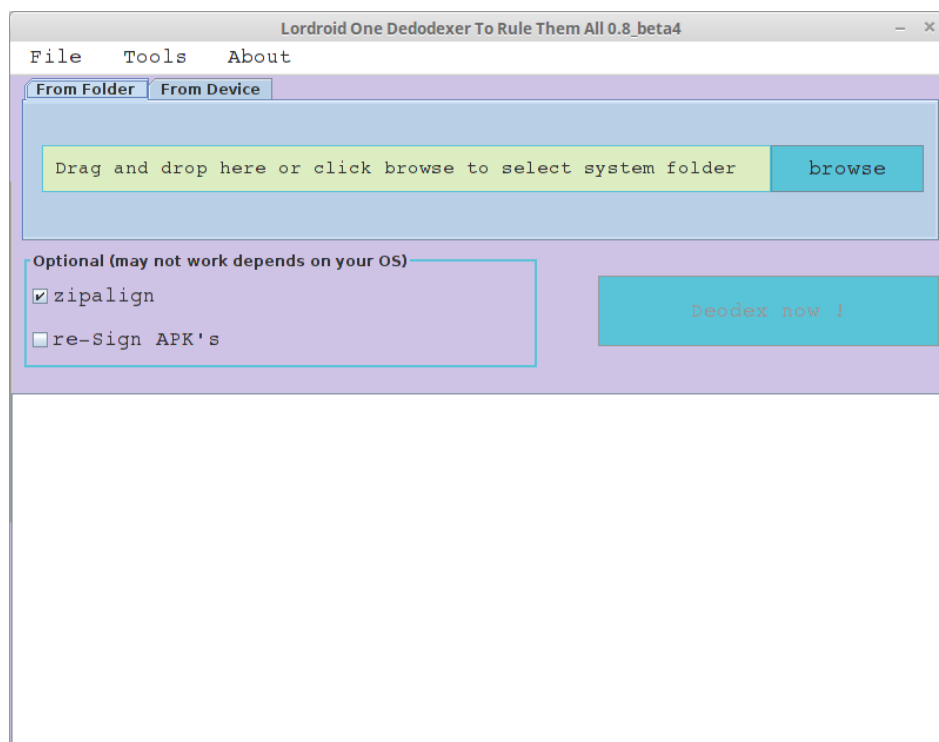 Lordroid One Dedodexer To Rule Them All 0.8_beta4
File Tools About
From Folder From Device
Drag and drop here or click browse to select system folder browse
Optional (may not work depends on your OS)
zipalign
Deodex now !
re-Sign APK's